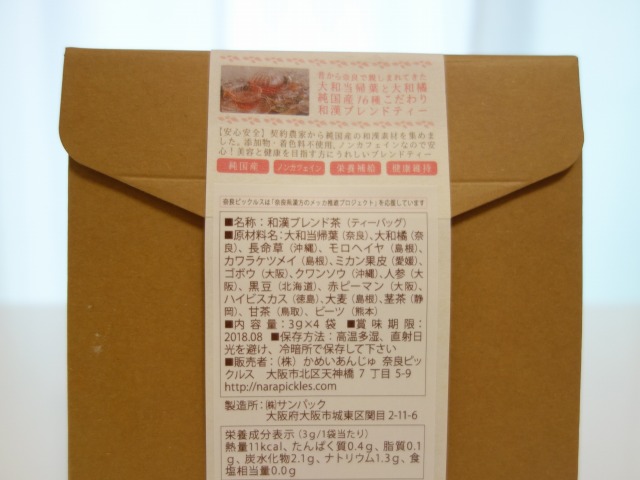 昔から奈良で親しまれてきた
大和当帰葉と大和橘
純国産16種こだわり
和漢ブレンドティー
【安心安全】契約農家から純国産の和漢素材を集めま
した。添加物・着色料不使用。ノンカフェインなので安
心!美容と健康を目指す方にうれしいブレンドティー
純国産 ノンカフェイン 栄養補給 健康維持
奈良ピックルスは「奈良県漢方のメッカ推進プロジェクト」を応援しています
■名称:和漢ブレンド茶(ティーバッグ)
■原材料名:大和当帰葉(奈良)、大和橘(奈
良)、長命草(沖縄)、モロヘイヤ(島根)、
カワラケツメイ(島根)、ミカン果皮(愛媛)、
ゴボウ(大阪)、クワンソウ(沖縄)、人参(大
阪)、黒豆(北海道)、赤ピーマン(大阪)、
ハイビスカス(徳島)、大麦(島根)、茎茶(静
岡)、甘茶(鳥取)、ビーツ(熊本)
■内容量:3g×4袋 ■賞味期限:
2018.08 ■保存方法:高温多湿、直射日
光を避け、冷暗所で保存して下さい
■販売者:(株)かめいあんじゅ 奈良ピッ
クルス 大阪市北区天神橋7丁目5-9
http://narapickles.com
製造所:㈱サンパック
大阪府大阪市城東区関目2-11-6
栄養成分表示(3g/1袋当たり)
熱量11kcal、たんぱく質0.4g、脂質0.1
g、炭水化物2.1g、ナトリウム1.3g、食
塩相当量0.0g